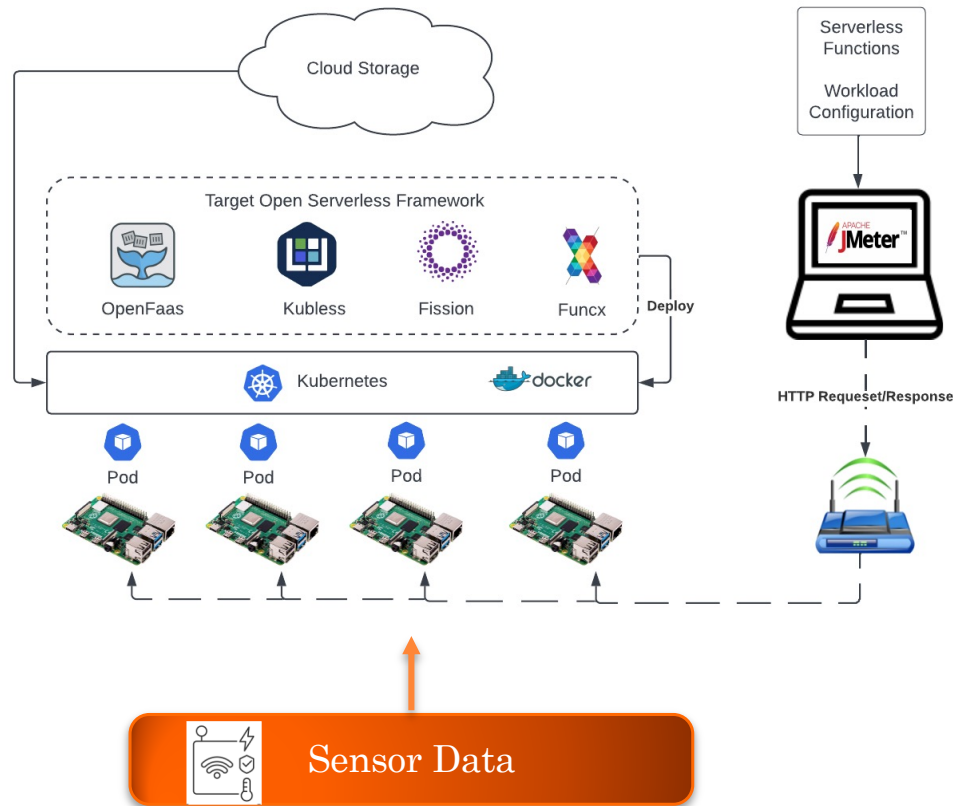 Cloud Storage
Serverless
Functions
Workload
Configuration
Target Open Serverless Framework
OpenFaas
Kubless
Fission
Funcx
Deploy
APACHE
JMeter™
Kubernetes
docker
HTTP Requeset/Response
Pod
Pod
Pod
Pod
Sensor Data